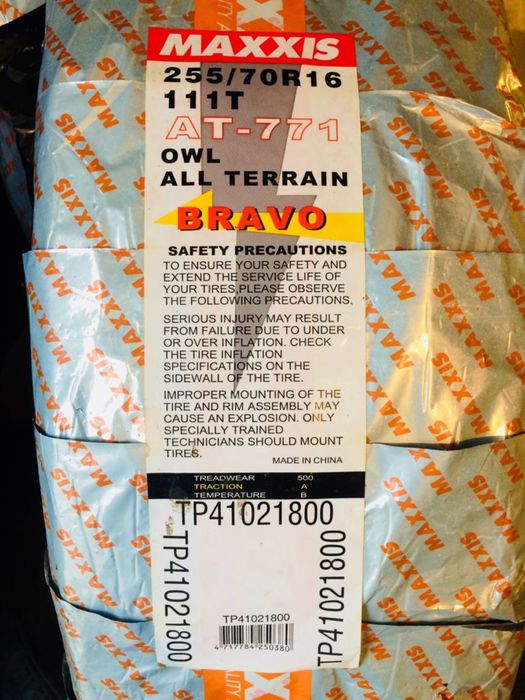 MAXXIS
255/70R16
111T
AT-771
OWL
ALL TERRAIN
BRAVO
SAFETY PRECAUTIONS
TO ENSURE YOUR SAFETY AND
EXTEND THE SERVICE LIFE OF
YOUR TIRES,PLEASE OBSERVE
THE FOLLOWING PRECAUTIONS.
SERIOUS INJURY MAY RESULT
FROM FAILURE DUE TO UNDER
OR OVER INFLATION. CHECK
THE TIRE INFLATION
SPECIFICATIONS ON THE
SIDEWALL OF THE TIRE.
IMPROPER MOUNTING OF THE
TIRE AND RIM ASSEMBLY MAY
CAUSE AN EXPLOSION. ONLY
SPECIALLY TRAINED
TECHNICIANS SHOULD MOUNT
TIRES.
MADE IN CHINA
TREADWEAR 500
TRACTION A
TEMPERATURE B
TP41021800
TP41021800
TP41021800
TP41021800
4717784250380